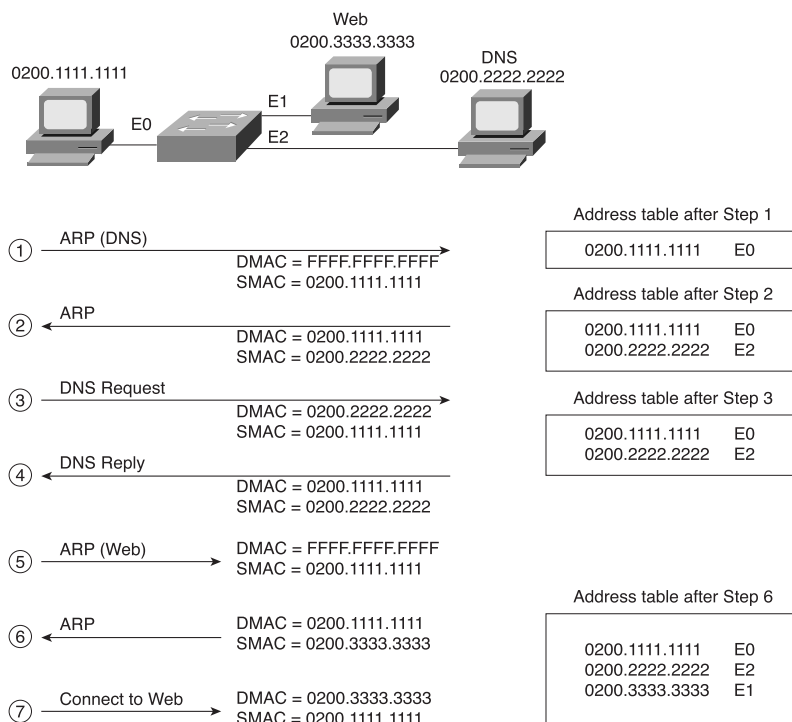 Web
0200.3333.3333
DNS
0200.2222.2222
0200.1111.1111
E0
E1
E2
Address table after Step 1
1 ARP (DNS)
DMAC = FFFF.FFFF.FFFF
SMAC = 0200.1111.1111
0200.1111.1111 E0
Address table after Step 2
2 ARP
DMAC = 0200.1111.1111
SMAC = 0200.2222.2222
0200.1111.1111 E0
0200.2222.2222 E2
3 DNS Request
DMAC = 0200.2222.2222
SMAC = 0200.1111.1111
Address table after Step 3
0200.1111.1111 E0
0200.2222.2222 E2
4 DNS Reply
DMAC = 0200.1111.1111
SMAC = 0200.2222.2222
5 ARP (Web)
DMAC = FFFF.FFFF.FFFF
SMAC = 0200.1111.1111
Address table after Step 6
6 ARP
DMAC = 0200.1111.1111
SMAC = 0200.3333.3333
0200.1111.1111 E0
0200.2222.2222 E2
0200.3333.3333 E1
7 Connect to Web
DMAC = 0200.3333.3333
SMAC = 0200.1111.1111